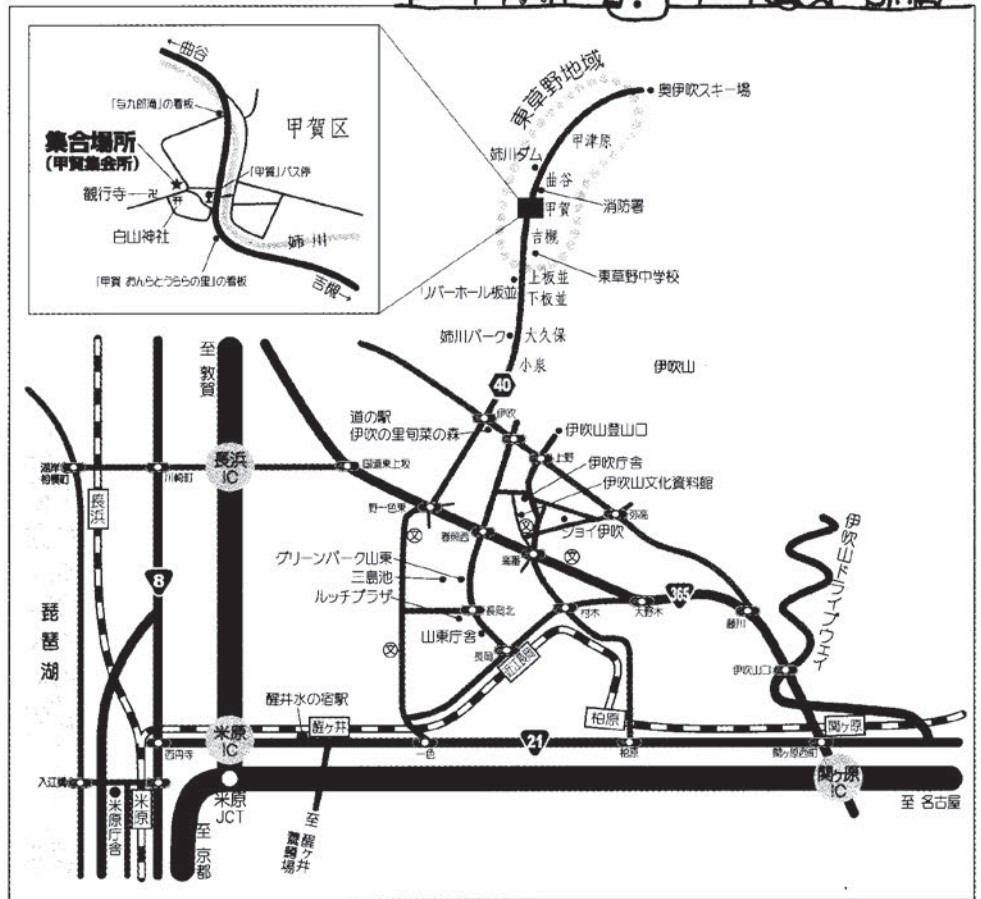 ←曲谷
「与九郎滝」の看板
甲賀区
集合場所
(甲賀集会所)
「甲賀」バス停
観行寺
白山神社
姉川
「甲賀 おんらとうららの里」の看板
吉槻→
東草野地域
奥伊吹スキー場
甲津原
姉川ダム
曲谷
消防署
甲賀
吉槻
東草野中学校
上板並
リバーホール板並
下板並
姉川パーク
大久保
小泉
伊吹山
至 敦賀
40
道の駅
伊吹の里旬菜の森
伊吹
伊吹山登山口
上野
伊吹庁舎
伊吹山文化資料館
長浜
IC
湖岸
相撲町
川崎町
国道東上坂
長浜
野一色東
春照西
ジョイ伊吹
弥高
高番
文
文
文
文
グリーンパーク山東
三島池
ルッチプラザ
長岡北
山東庁舎
長岡
近江長岡
村木
大野木
365
藤川
伊吹山ドライブウェイ
伊吹山口
8
琵琶湖
醒井水の宿駅
醒ヶ井
米原
IC
西円寺
一色
21
柏原
柏原
関ヶ原
関ヶ原西町
関ヶ原
IC
入江橋
米原庁舎
米原
米原
JCT
至 京都
至 醒ヶ井
養鱒場
至 名古屋